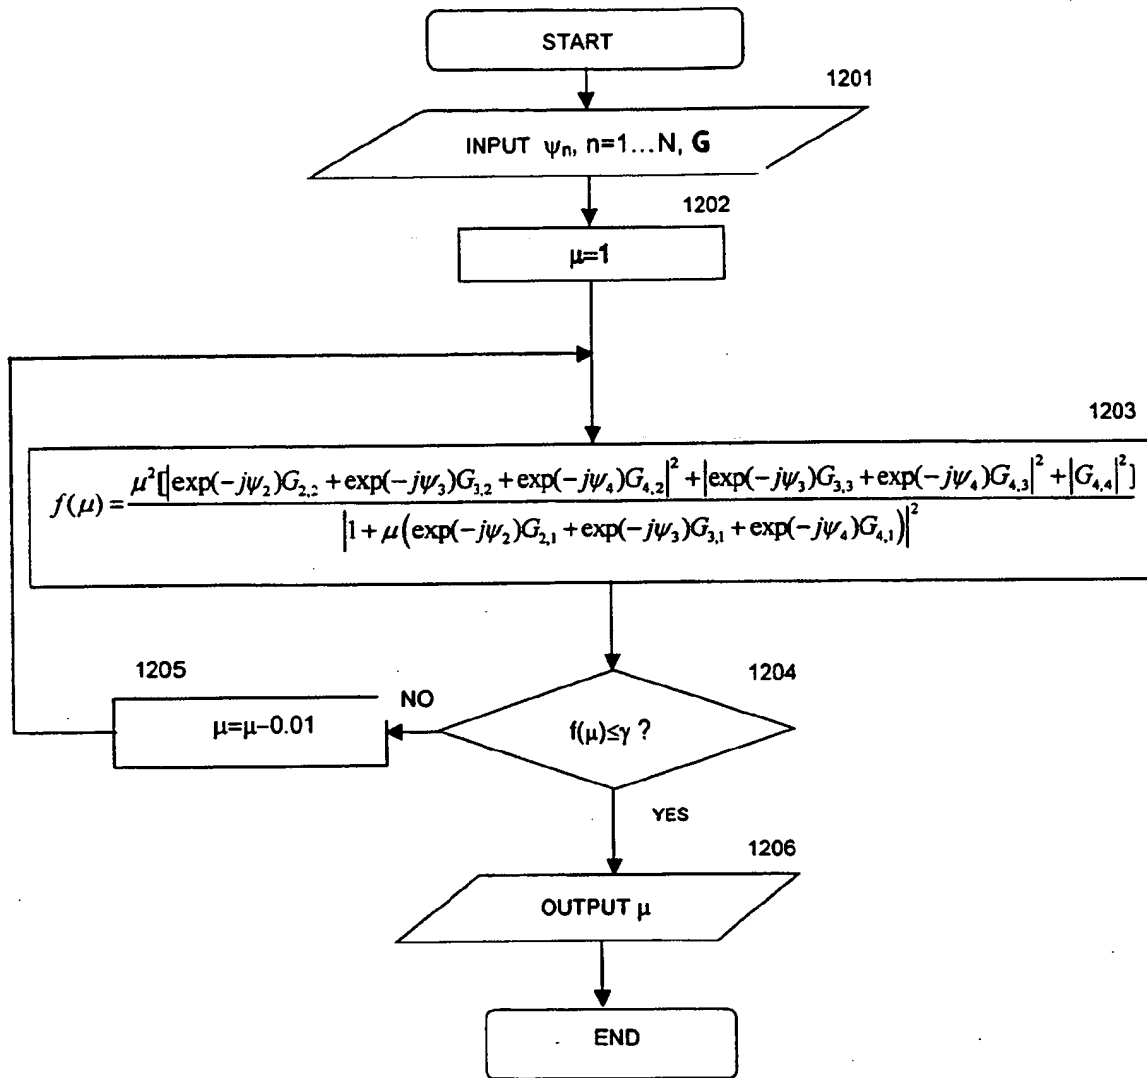 START
1201
INPUT ψn, n=1...N, G
1202
μ=1
1203
f(μ) = μ²[|exp(-jψ₂)G₂,₂ + exp(-jψ₃)G₃,₂ + exp(-jψ₄)G₄,₂|² + |exp(-jψ₃)G₃,₃ + exp(-jψ₄)G₄,₃|² + |G₄,₄|²]
|1 + μ(exp(-jψ₂)G₂,₁ + exp(-jψ₃)G₃,₁ + exp(-jψ₄)G₄,₁)|²
1205
1204
NO
μ=μ−0.01
f(μ)≤γ ?
YES
1206
OUTPUT μ
END